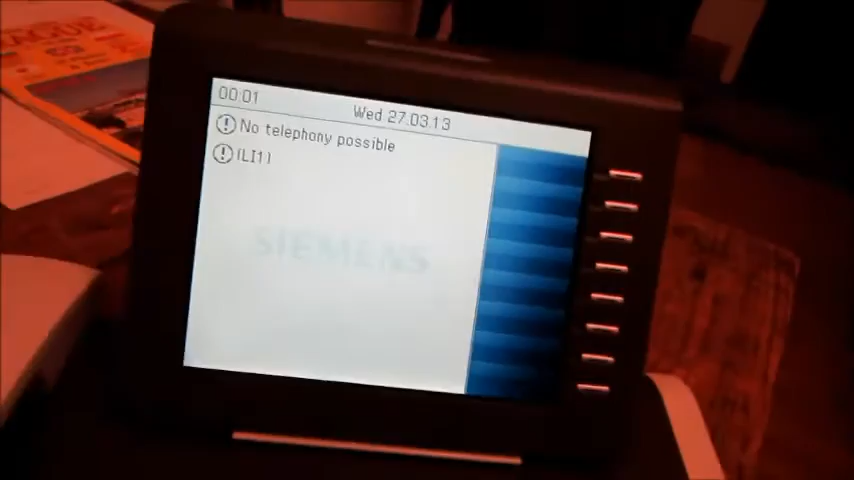 00:01
Wed 27.03.13
No telephony possible
(LI1)
SIEMENS